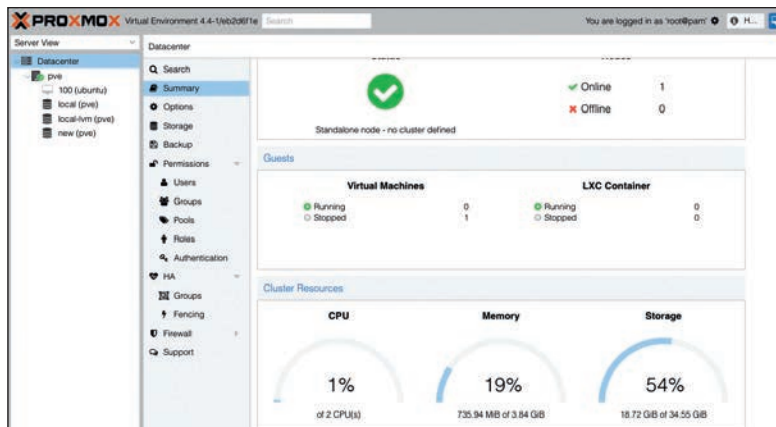 PROXMOX Virtual Environment 4.4-1/eb2d6f1e Search You are logged in as 'root@pam' H...
Server View
Datacenter
pve
100 (ubuntu)
local (pve)
local-lvm (pve)
new (pve)
Datacenter
Search
Summary
Options
Storage
Backup
Permissions
Users
Groups
Pools
Roles
Authentication
HA
Groups
Fencing
Firewall
Support
Standalone node - no cluster defined
Online 1
Offline 0
Guests
Virtual Machines
Running 0
Stopped 1
LXC Container
Running 0
Stopped 0
Cluster Resources
CPU
1%
of 2 CPU(s)
Memory
19%
735.94 MiB of 3.84 GiB
Storage
54%
18.72 GiB of 34.55 GiB